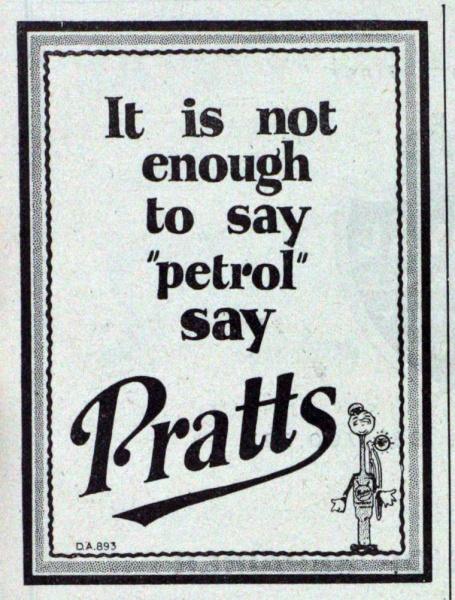 It is not
enough
to say
"petrol"
say
Pratts
D.A.893